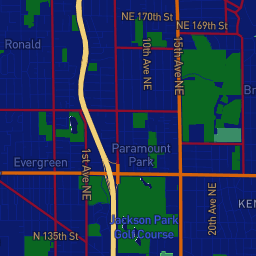 NE 170th St
NE 169th St
Ronald
10th Ave NE
15th Ave NE
Br
Paramount
Park
Evergreen
1st Ave NE
20th Ave NE
KEN
Jackson Park
Golf Course
N 135th St